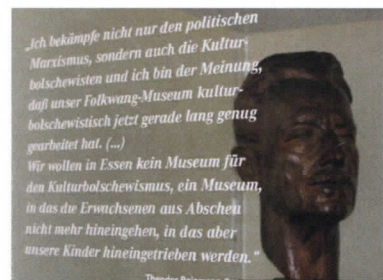 „Ich bekämpfe nicht nur den politischen
Marxismus, sondern auch die Kultur-
bolschewisten und ich bin der Meinung,
daß unser Folkwang-Museum kultur-
bolschewistisch jetzt gerade lang genug
gearbeitet hat. (...)
Wir wollen in Essen kein Museum für
den Kulturbolschewismus, ein Museum,
in das die Erwachsenen aus Abscheu
nicht mehr hineingehen, in das aber
unsere Kinder hineingetrieben werden.“
Theodor